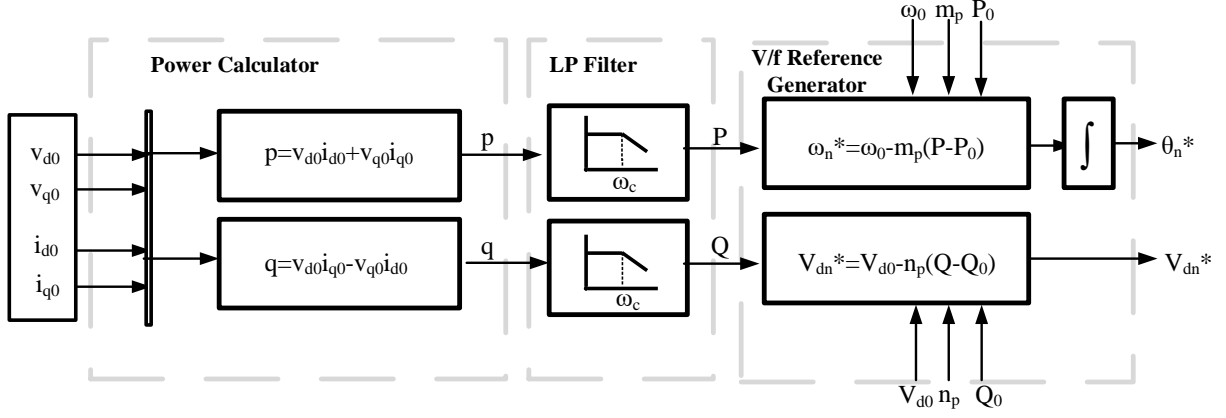 ω0 mp P0
Power Calculator
LP Filter
V/f Reference
Generator
vd0
vq0
id0
iq0
p=vd0id0+vq0iq0
p
ωc
P
ωn*=ω0-mp(P-P0)
∫
θn*
q=vd0iq0-vq0id0
q
ωc
Q
Vdn*=Vd0-np(Q-Q0)
Vdn*
Vd0 np Q0